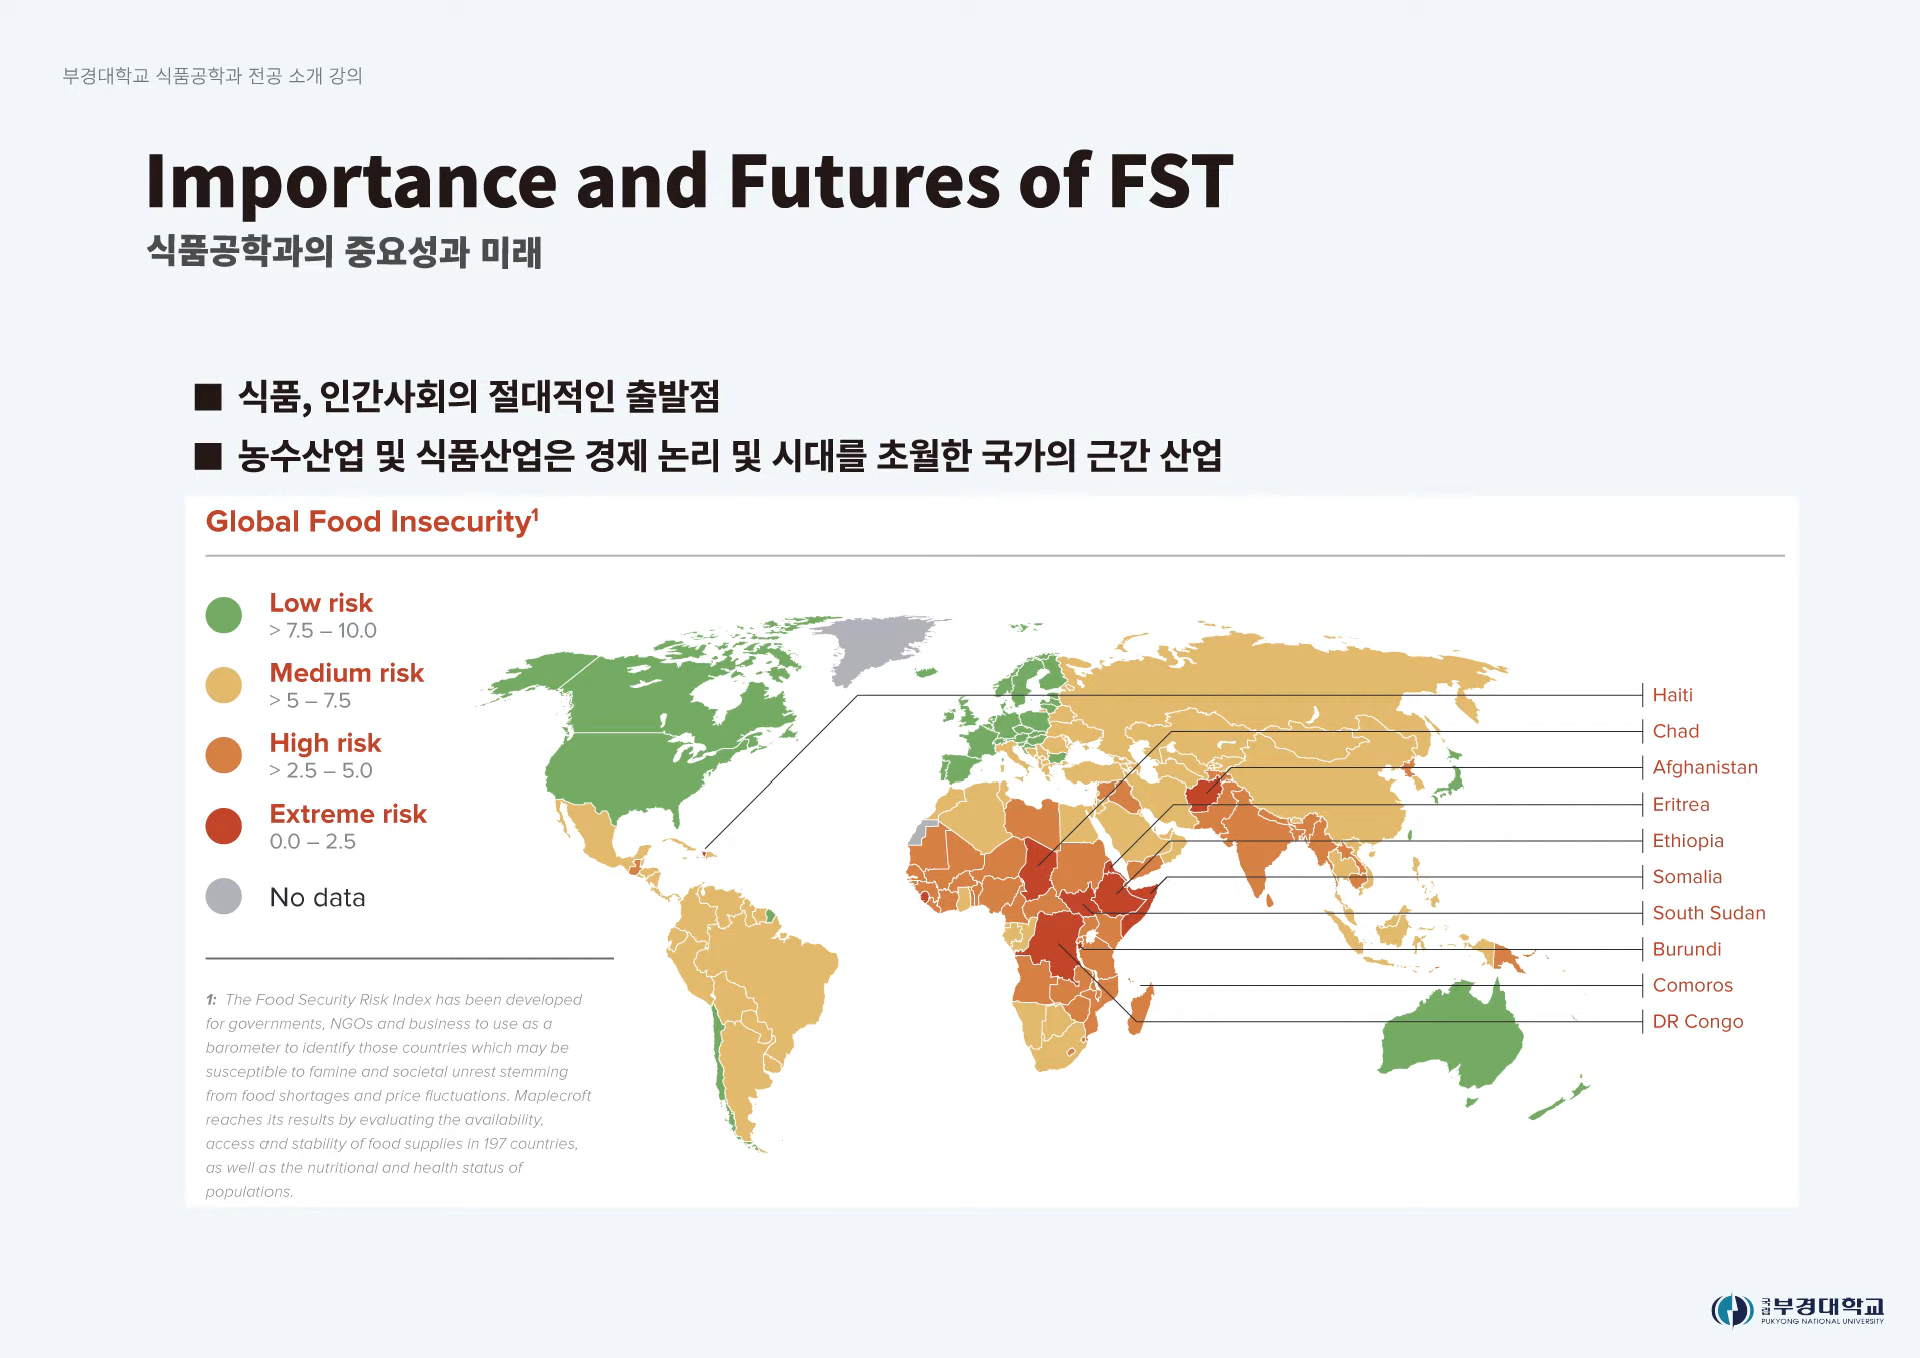 부경대학교 식품공학과 전공 소개 강의
Importance and Futures of FST
식품공학과의 중요성과 미래
■ 식품, 인간사회의 절대적인 출발점
■ 농수산업 및 식품산업은 경제 논리 및 시대를 초월한 국가의 근간 산업
Global Food Insecurity¹
Low risk
> 7.5 – 10.0
Medium risk
> 5 – 7.5
High risk
> 2.5 – 5.0
Extreme risk
0.0 – 2.5
No data
1: The Food Security Risk Index has been developed
for governments, NGOs and business to use as a
barometer to identify those countries which may be
susceptible to famine and societal unrest stemming
from food shortages and price fluctuations. Maplecroft
reaches its results by evaluating the availability,
access and stability of food supplies in 197 countries,
as well as the nutritional and health status of
populations.
Haiti
Chad
Afghanistan
Eritrea
Ethiopia
Somalia
South Sudan
Burundi
Comoros
DR Congo
국립부경대학교
PUKYONG NATIONAL UNIVERSITY